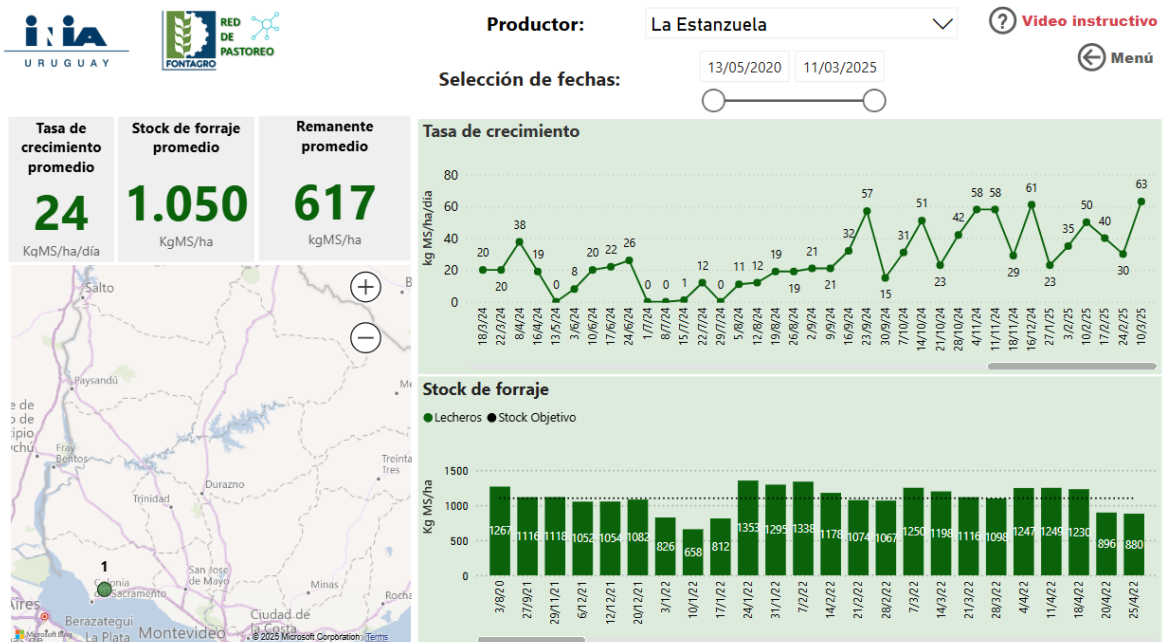 INIA
URUGUAY
FONTAGRO
RED
DE
PASTOREO
Productor:
La Estanzuela
? Video instructivo
Menú
Selección de fechas:
13/05/2020 11/03/2025
Tasa de
crecimiento
promedio
24
KgMS/ha/día
Stock de forraje
promedio
1.050
KgMS/ha
Remanente
promedio
617
kgMS/ha
Salto
Paysandú
Fray
Bentos
Durazno
Trinidad
Treinta
Tres
1
Colonia
del Sacramento
San Jose
de Mayo
Minas
Rocha
Aires
Berazategui
La Plata
Montevideo
Ciudad de
la Costa
Microsoft Bing
© 2025 Microsoft Corporation Terms
Tasa de crecimiento
kg MS/ha/día
80
60
40
20
0
20 20 38 19 0 8 20 22 26 0 0 1 12 0 11 12 19 19 21 21 32 57 15 31 51 23 42 58 58 29 61 23 35 50 40 30 63
18/3/24 22/3/24 8/4/24 16/4/24 13/5/24 3/6/24 10/6/24 17/6/24 24/6/24 1/7/24 8/7/24 15/7/24 22/7/24 29/7/24 5/8/24 12/8/24 19/8/24 26/8/24 2/9/24 9/9/24 16/9/24 23/9/24 30/9/24 7/10/24 14/10/24 21/10/24 28/10/24 4/11/24 11/11/24 18/11/24 16/12/24 27/1/25 3/2/25 10/2/25 17/2/25 24/2/25 10/3/25
Stock de forraje
Lecheros Stock Objetivo
Kg MS/ha
1500
1000
500
0
1267 1116 1118 1052 1054 1082 826 658 812 1353 1295 1338 1178 1074 1067 1250 1198 1116 1098 1247 1249 1230 896 880
3/8/20 27/9/21 29/11/21 6/12/21 12/12/21 20/12/21 3/1/22 10/1/22 17/1/22 24/1/22 31/1/22 7/2/22 14/2/22 21/2/22 28/2/22 7/3/22 14/3/22 21/3/22 28/3/22 4/4/22 11/4/22 18/4/22 20/4/22 25/4/22